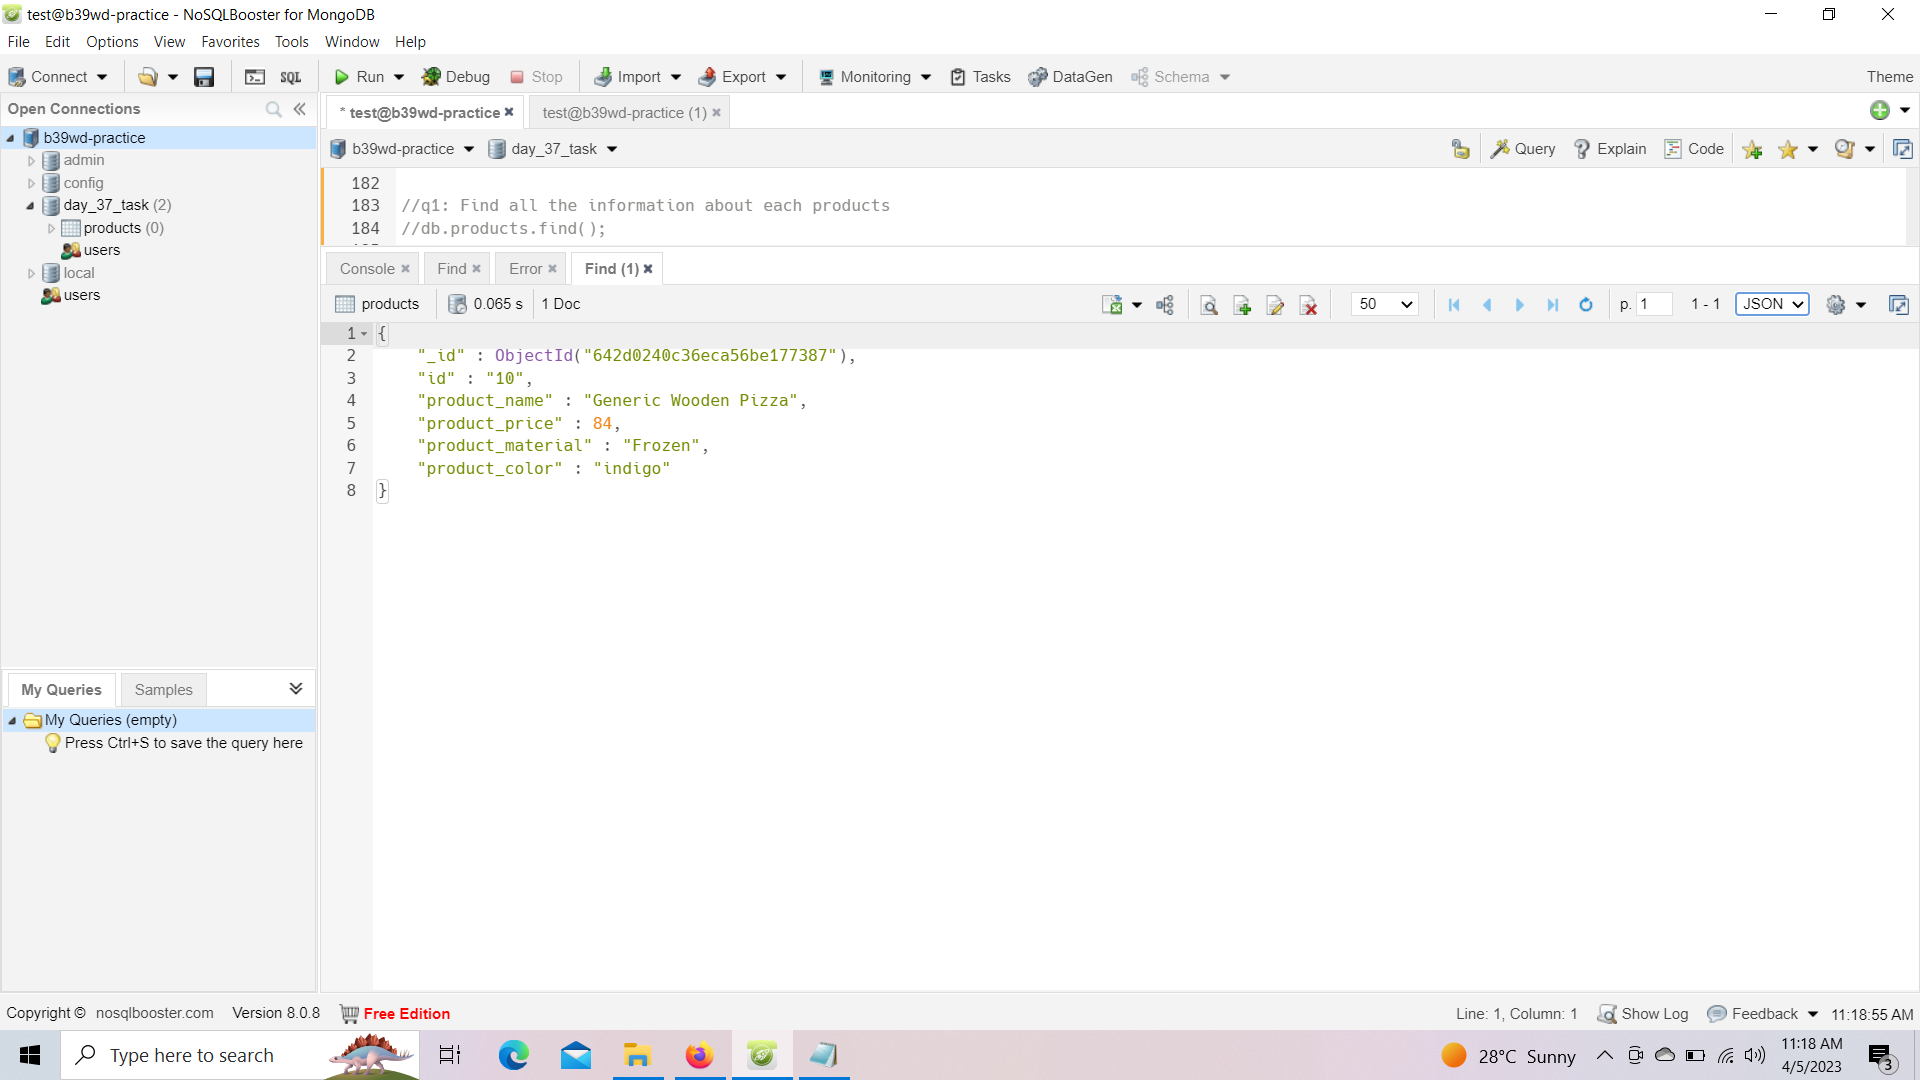 test@b39wd-practice - NoSQLBooster for MongoDB
File Edit Options View Favorites Tools Window Help
Connect SQL Run Debug Stop Import Export Monitoring Tasks DataGen Schema Theme
Open Connections
b39wd-practice
admin
config
day_37_task (2)
products (0)
users
local
users
* test@b39wd-practice test@b39wd-practice (1)
b39wd-practice day_37_task Query Explain Code
182
183 //q1: Find all the information about each products
184 //db.products.find();
Console Find Error Find (1)
products 0.065 s 1 Doc 50 p. 1 1 - 1 JSON
1 {
2 "_id" : ObjectId("642d0240c36eca56be177387"),
3 "id" : "10",
4 "product_name" : "Generic Wooden Pizza",
5 "product_price" : 84,
6 "product_material" : "Frozen",
7 "product_color" : "indigo"
8 }
My Queries Samples
My Queries (empty)
Press Ctrl+S to save the query here
Copyright © nosqlbooster.com Version 8.0.8 Free Edition Line: 1, Column: 1 Show Log Feedback 11:18:55 AM
Type here to search 28°C Sunny 11:18 AM
4/5/2023 3